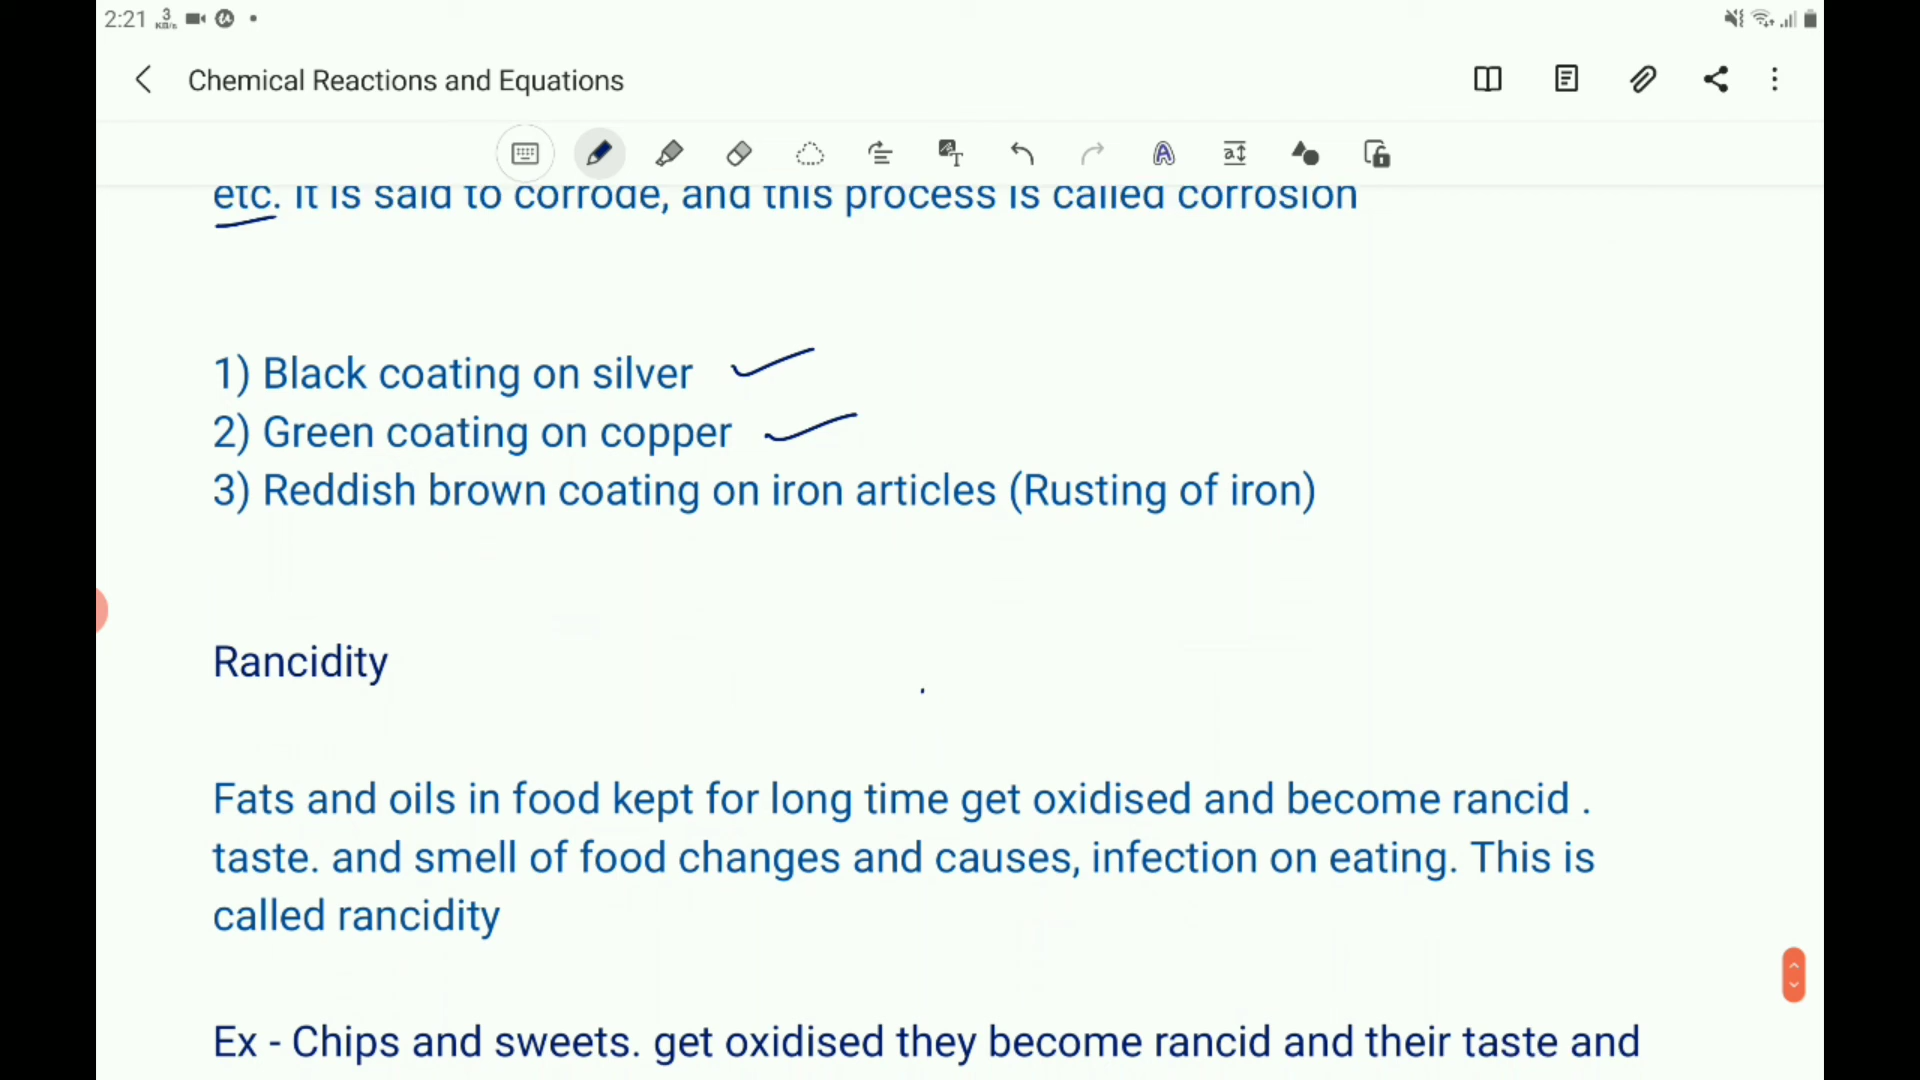 2:21 3 KB/s
Chemical Reactions and Equations
etc. It is said to corrode, and this process is called corrosion
1) Black coating on silver
2) Green coating on copper
3) Reddish brown coating on iron articles (Rusting of iron)
Rancidity
Fats and oils in food kept for long time get oxidised and become rancid .
taste. and smell of food changes and causes, infection on eating. This is
called rancidity
Ex - Chips and sweets. get oxidised they become rancid and their taste and